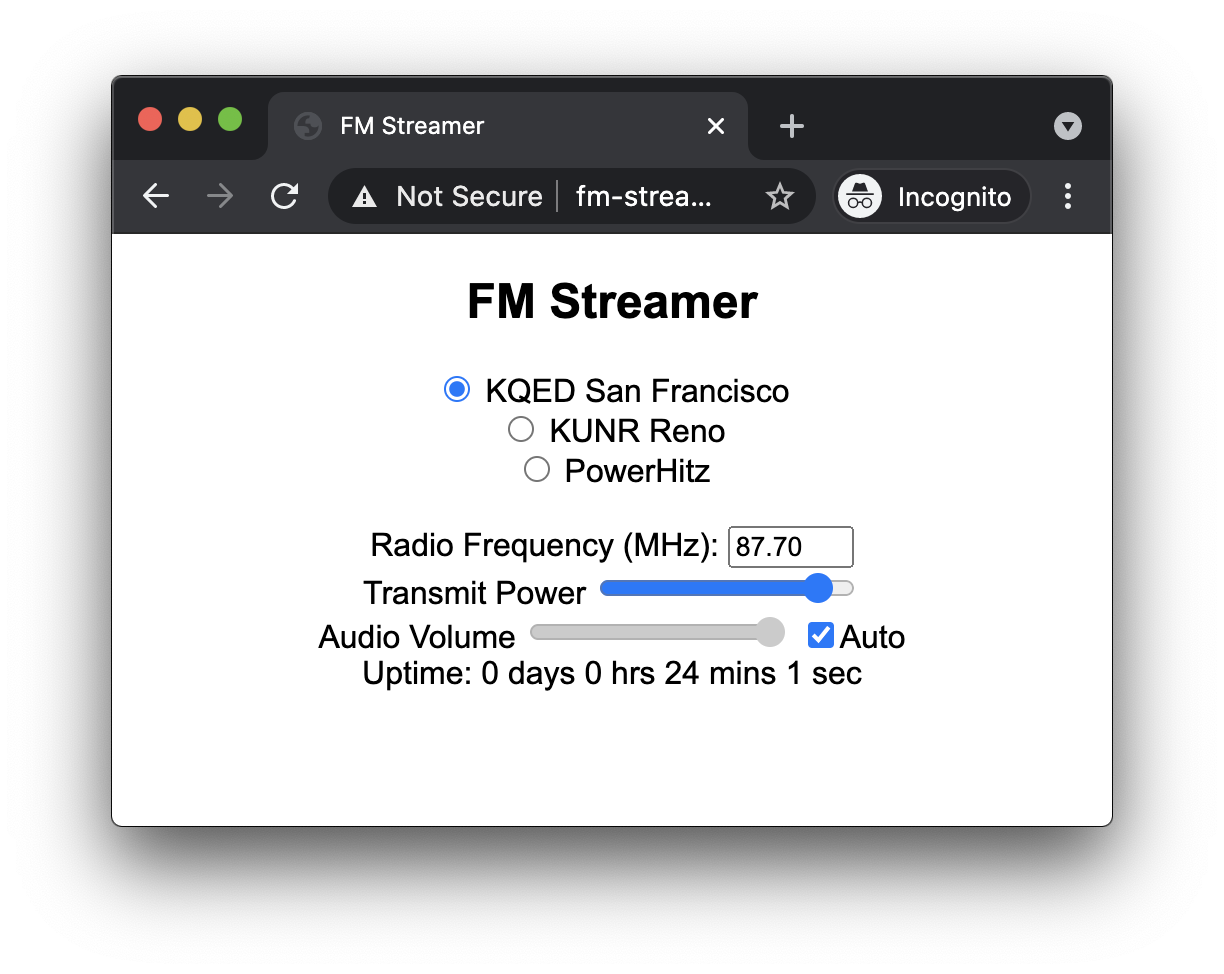 FM Streamer
Not Secure fm-strea... Incognito
FM Streamer
KQED San Francisco
KUNR Reno
PowerHitz
Radio Frequency (MHz): 87.70
Transmit Power
Audio Volume Auto
Uptime: 0 days 0 hrs 24 mins 1 sec